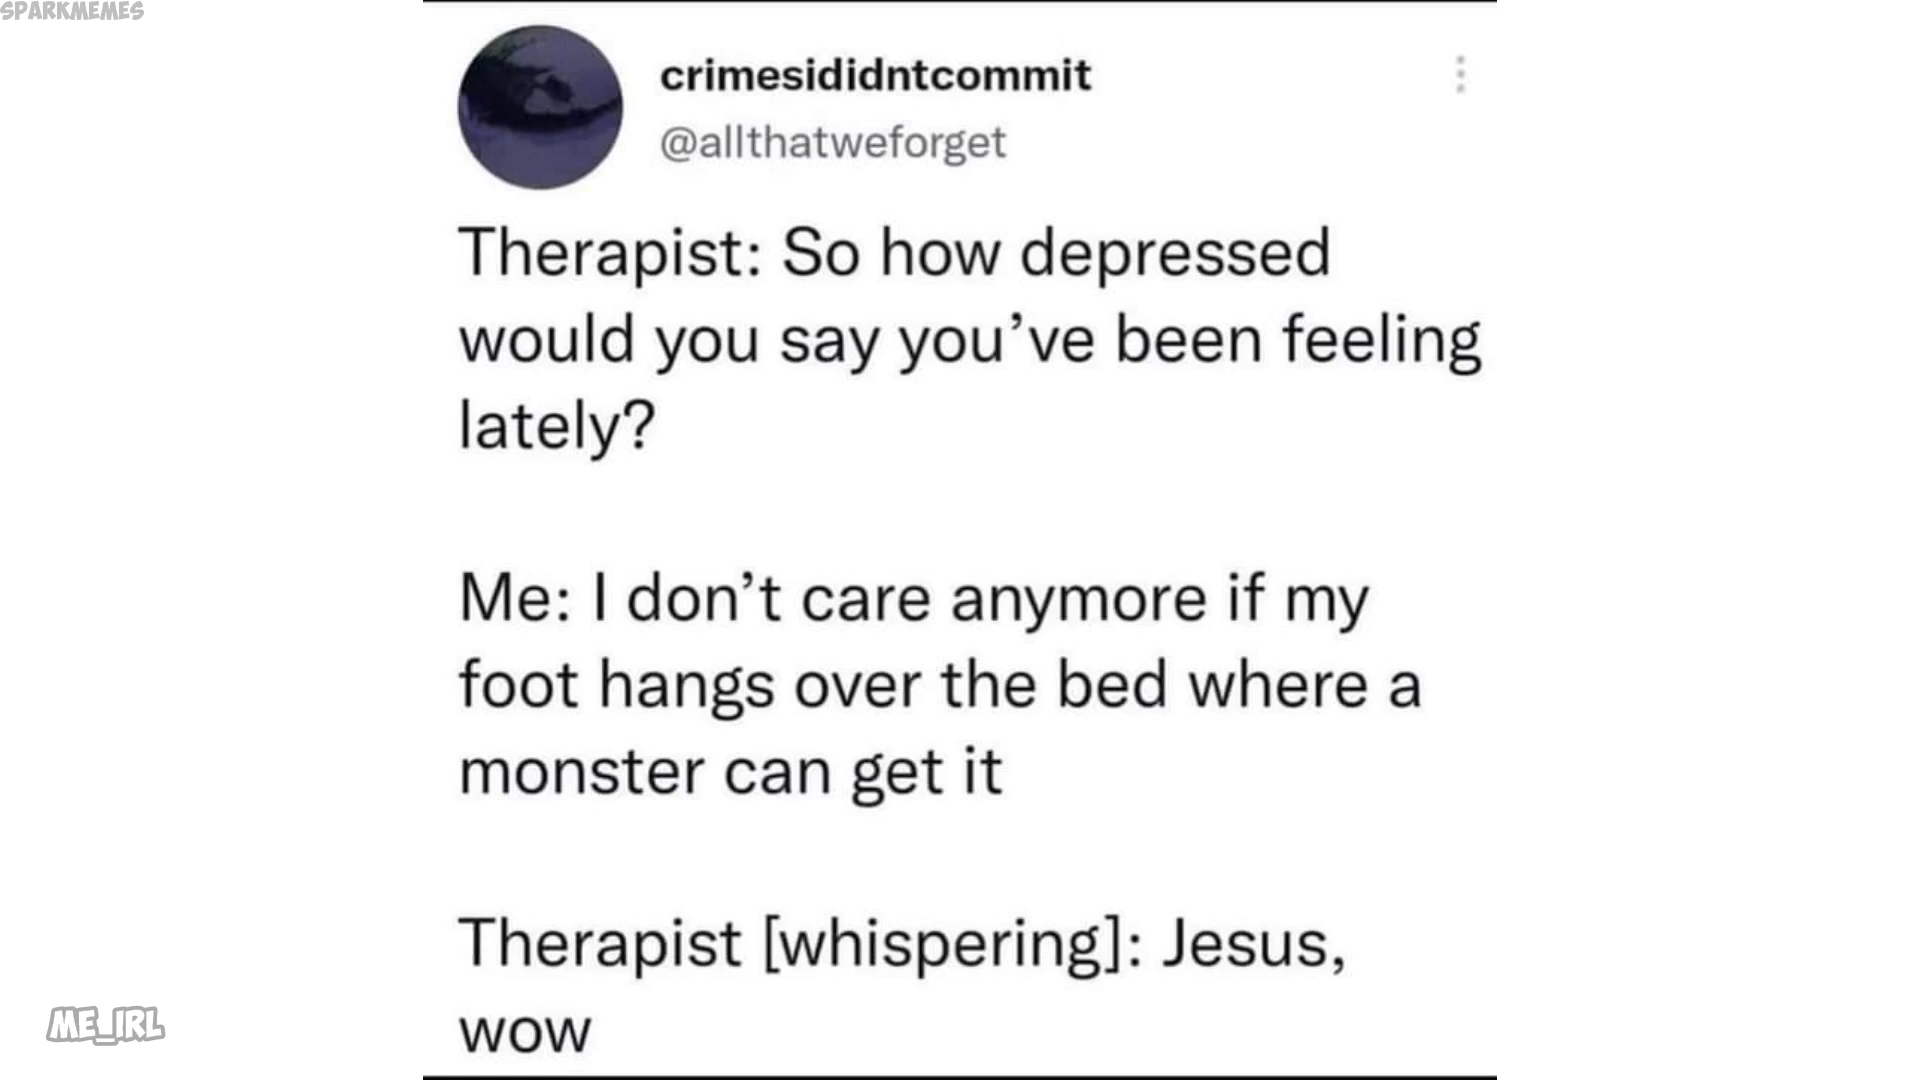 SPARKMEMES
crimesididntcommit
@allthatweforget
Therapist: So how depressed
would you say you’ve been feeling
lately?
Me: I don’t care anymore if my
foot hangs over the bed where a
monster can get it
Therapist [whispering]: Jesus,
wow
ME_IRL